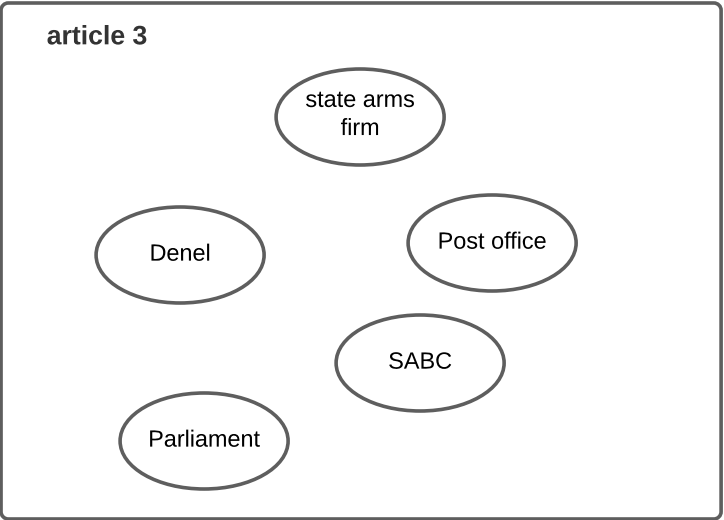 article 3
state arms
firm
Post office
Denel
SABC
Parliament